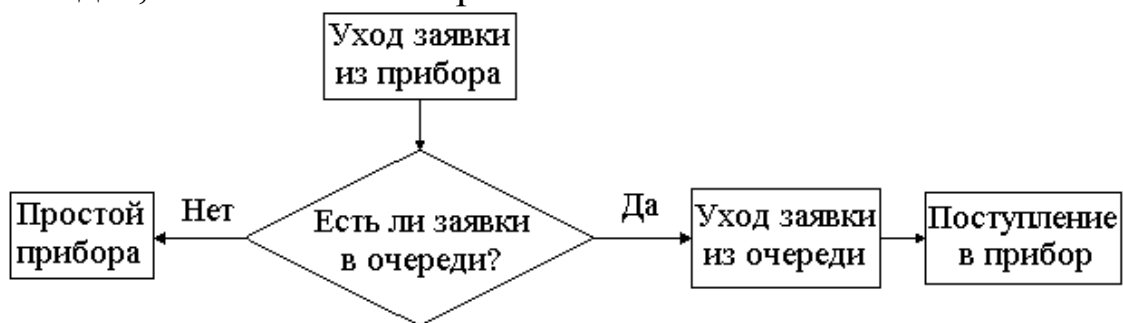 Уход заявки
из прибора
Простой
прибора
Нет
Есть ли заявки
в очереди?
Да
Уход заявки
из очереди
Поступление
в прибор